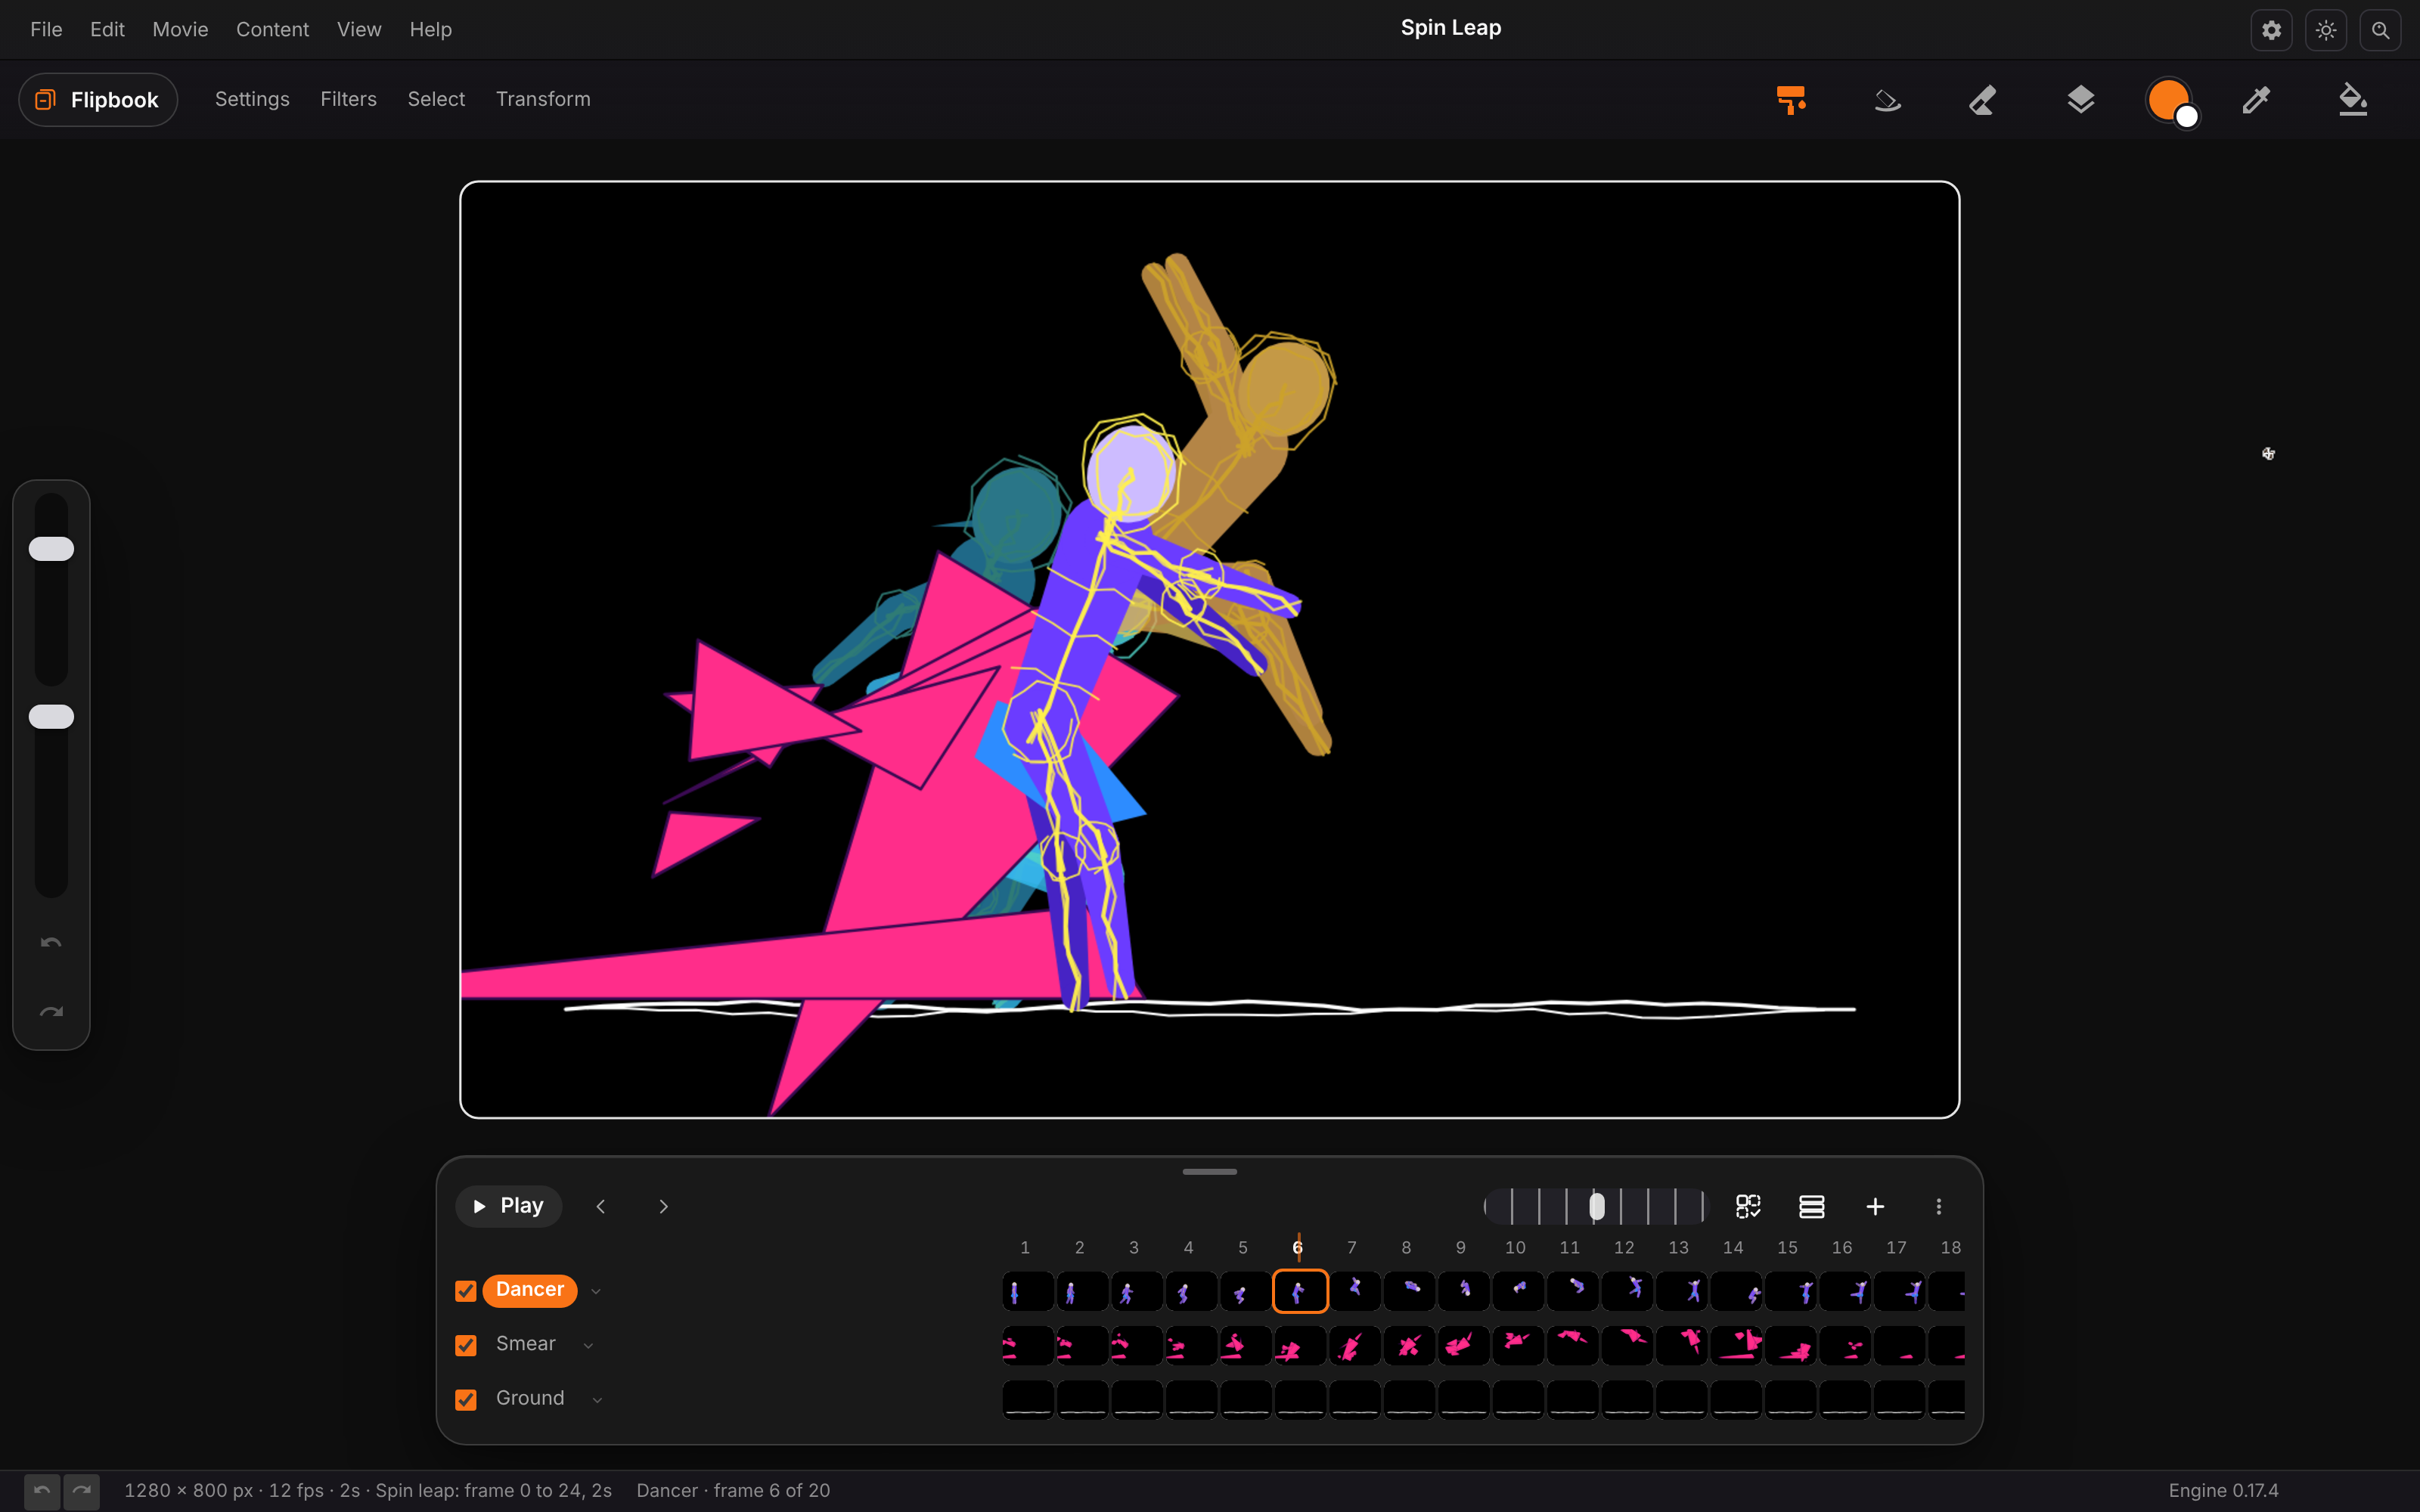 File Edit Movie Content View Help Spin Leap
Flipbook Settings Filters Select Transform
Play
1 2 3 4 5 6 7 8 9 10 11 12 13 14 15 16 17 18
Dancer
Smear
Ground
1280 × 800 px · 12 fps · 2s · Spin leap: frame 0 to 24, 2s Dancer · frame 6 of 20 Engine 0.17.4